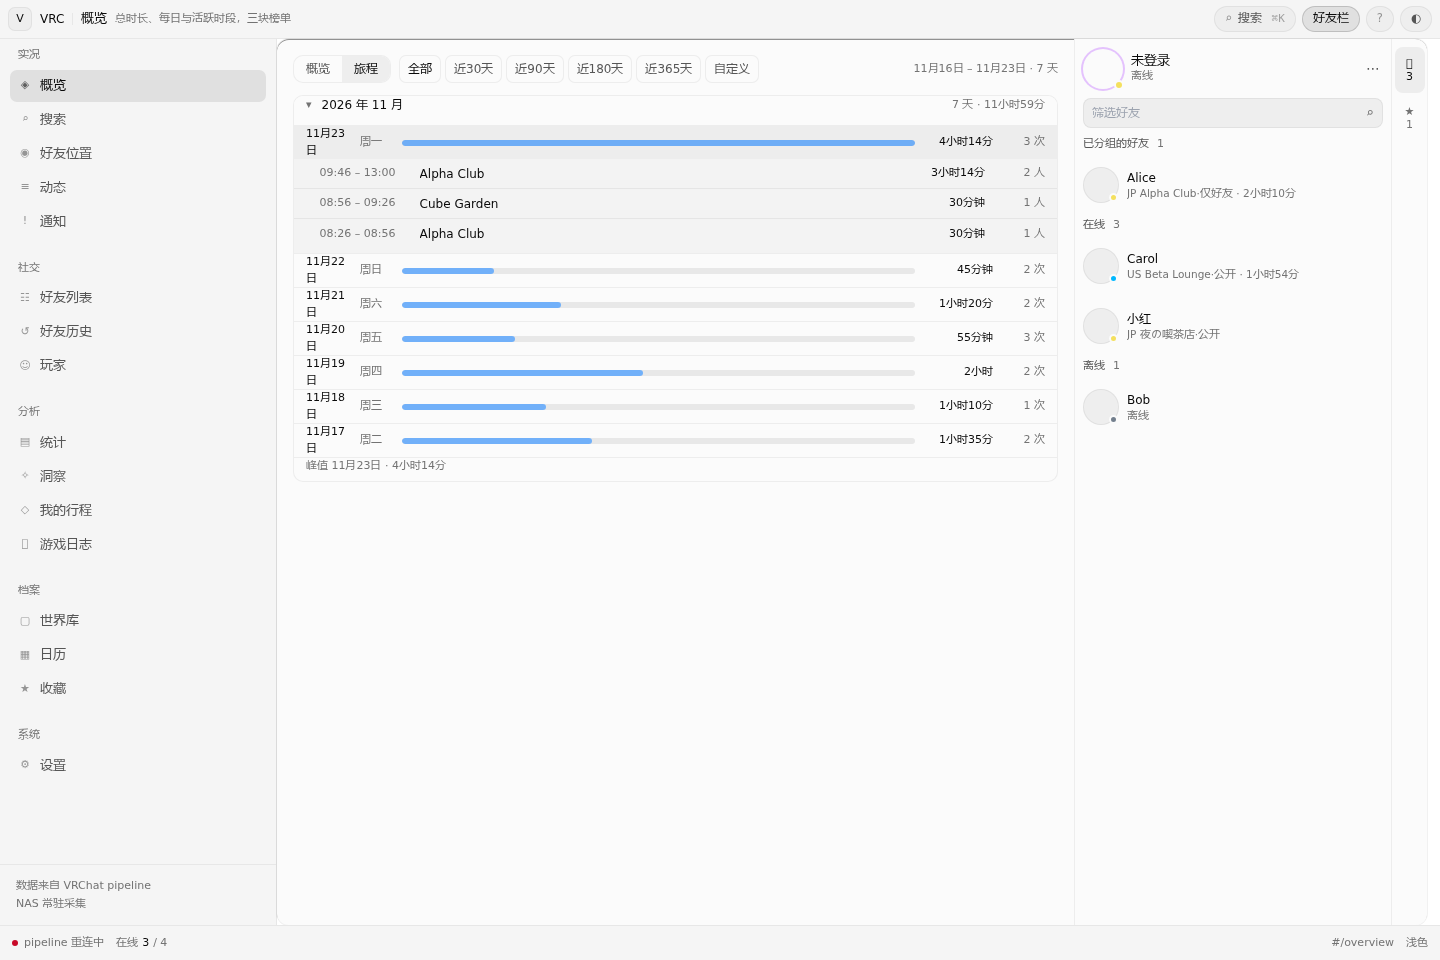 V VRC 概览 总时长、每日与活跃时段，三块榜单
搜索 ⌘K 好友栏 ?
实况
概览
搜索
好友位置
动态
通知
社交
好友列表
好友历史
玩家
分析
统计
洞察
我的行程
游戏日志
档案
世界库
日历
收藏
系统
设置
数据来自 VRChat pipeline
NAS 常驻采集
概览 旅程 全部 近30天 近90天 近180天 近365天 自定义 11月16日 – 11月23日 · 7 天
2026 年 11 月 7 天 · 11小时59分
11月23日 周一 4小时14分 3 次
09:46 – 13:00 Alpha Club 3小时14分 2 人
08:56 – 09:26 Cube Garden 30分钟 1 人
08:26 – 08:56 Alpha Club 30分钟 1 人
11月22日 周日 45分钟 2 次
11月21日 周六 1小时20分 2 次
11月20日 周五 55分钟 3 次
11月19日 周四 2小时 2 次
11月18日 周三 1小时10分 1 次
11月17日 周二 1小时35分 2 次
峰值 11月23日 · 4小时14分
未登录
离线
…
筛选好友
已分组的好友 1
Alice
JP Alpha Club·仅好友 · 2小时10分
在线 3
Carol
US Beta Lounge·公开 · 1小时54分
小红
JP 夜の喫茶店·公开
离线 1
Bob
离线
3
★
1
pipeline 重连中 在线 3 / 4
#/overview 浅色